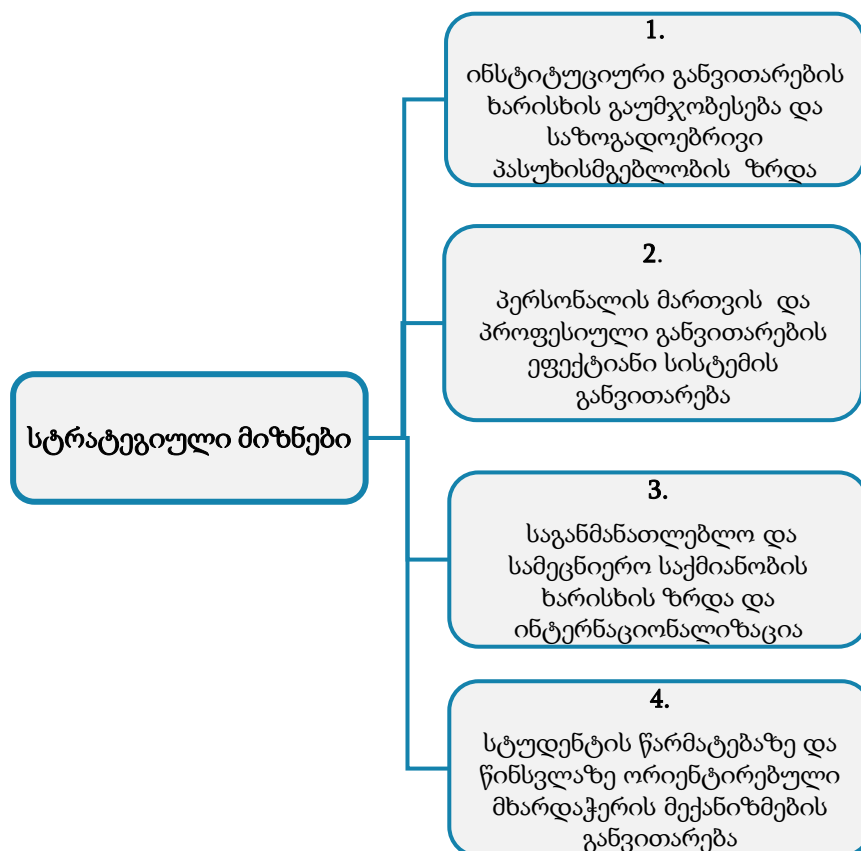 სტრატეგიული მიზნები
1.
ინსტიტუციური განვითარების
ხარისხის გაუმჯობესება და
საზოგადოებრივი
პასუხისმგებლობის ზრდა
2.
პერსონალის მართვის და
პროფესიული განვითარების
ეფექტიანი სისტემის
განვითარება
3.
საგანმანათლებლო და
სამეცნიერო საქმიანობის
ხარისხის ზრდა და
ინტერნაციონალიზაცია
4.
სტუდენტის წარმატებაზე და
წინსვლაზე ორიენტირებული
მხარდაჭერის მექანიზმების
განვითარება